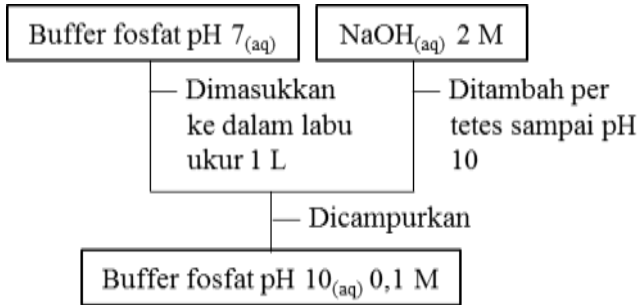 Buffer fosfat pH 7(aq)
NaOH(aq) 2 M
Dimasukkan
ke dalam labu
ukur 1 L
Ditambah per
tetes sampai pH
10
Dicampurkan
Buffer fosfat pH 10(aq) 0,1 M